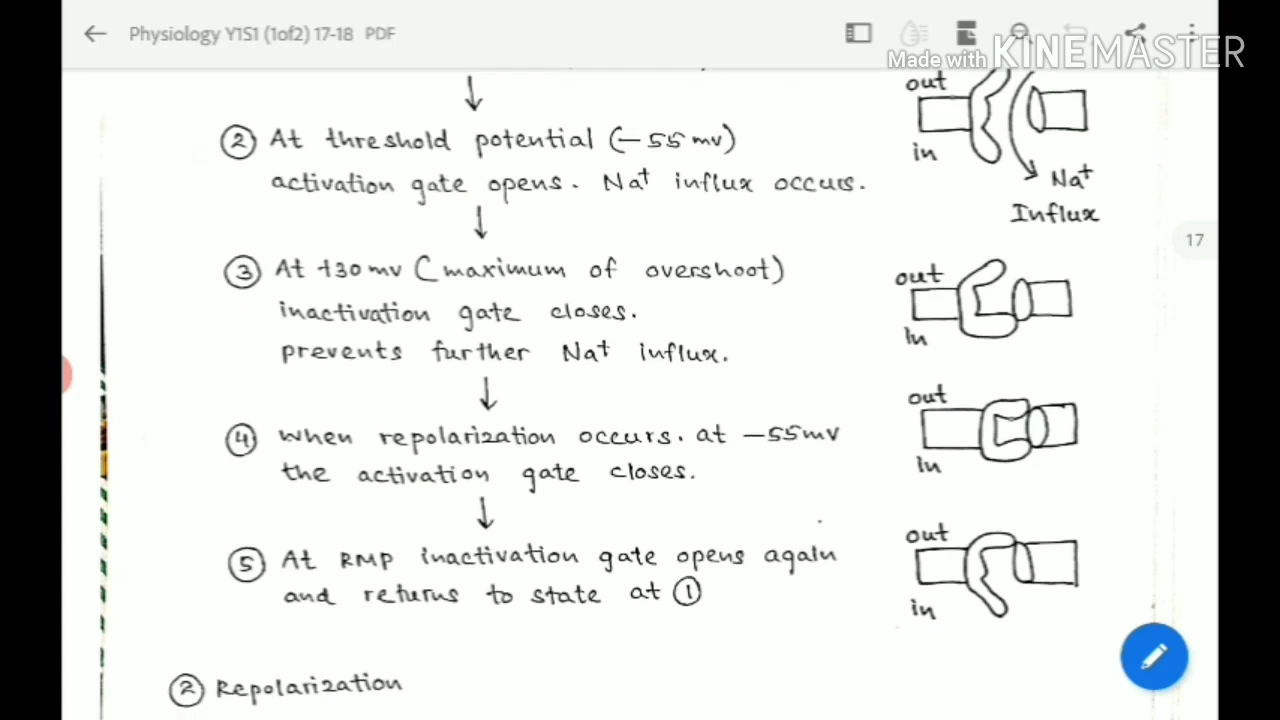 Physiology Y1S1 (1of2) 17-18 PDF
Made with KINEMASTER
out
in
Na+
Influx
② At threshold potential (-55mv)
activation gate opens. Na+ influx occurs.
↓
17
③ At +30mv (maximum of overshoot)
inactivation gate closes.
prevents further Na+ influx.
out
in
↓
④ When repolarization occurs. at -55mv
the activation gate closes.
out
in
↓
⑤ At RMP inactivation gate opens again
and returns to state at ①
out
in
② Repolarization